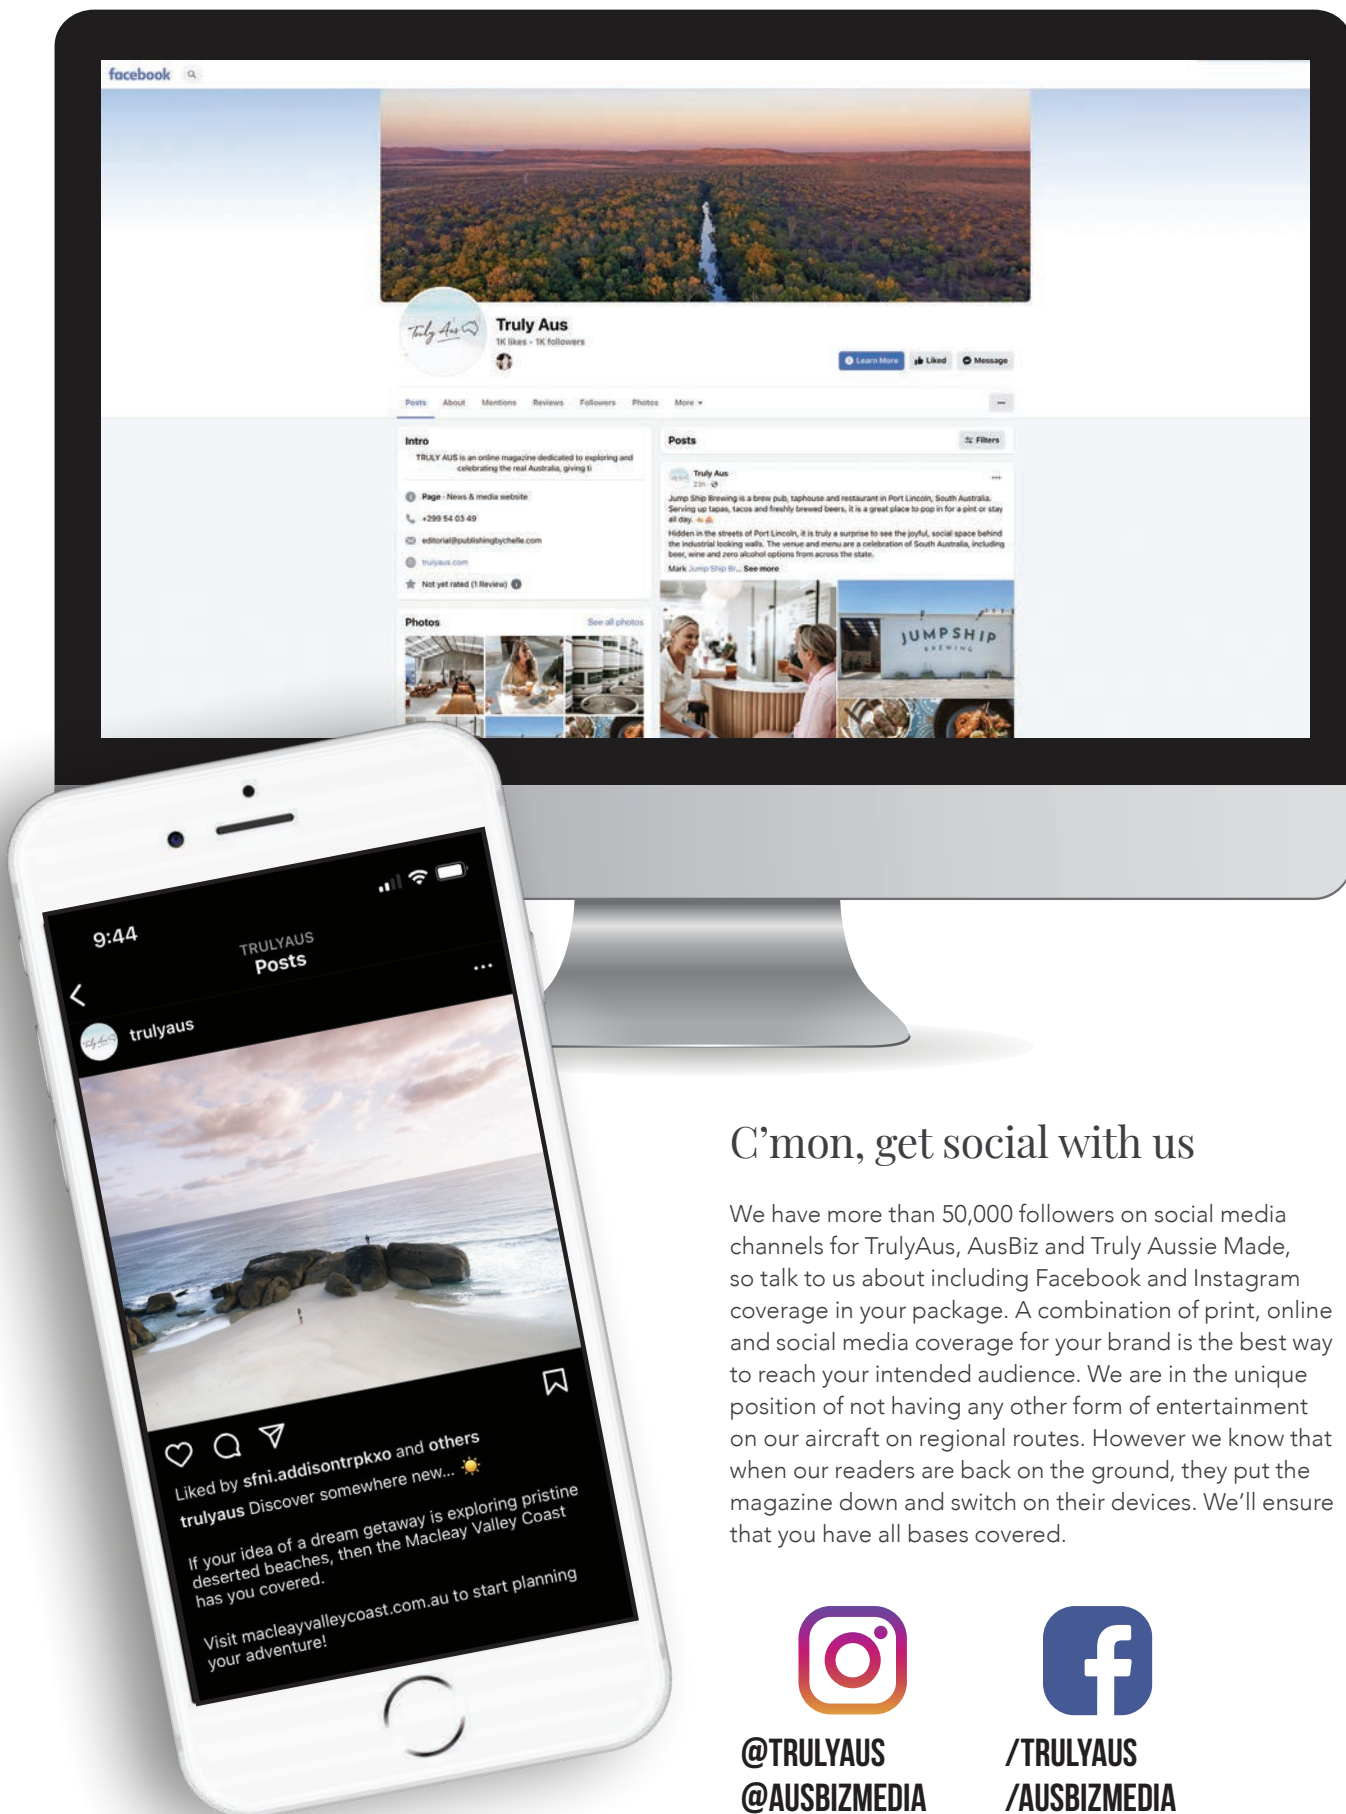 facebook
Truly Aus
Truly Aus
1K likes • 1K followers
Learn More
Liked
Message
Posts
About
Mentions
Reviews
Followers
Photos
More
Intro
TRULY AUS is an online magazine dedicated to exploring and
celebrating the real Australia, giving ti
Page · News & media website
+299 54 03 49
editorial@publishingbychelle.com
trulyaus.com
Not yet rated (1 Review)
Photos
See all photos
Posts
Filters
Truly Aus
23h
Jump Ship Brewing is a brew pub, taphouse and restaurant in Port Lincoln, South Australia.
Serving up tapas, tacos and freshly brewed beers, it is a great place to pop in for a pint or stay
all day.
Hidden in the streets of Port Lincoln, it is truly a surprise to see the joyful, social space behind
the industrial looking walls. The venue and menu are a celebration of South Australia, including
beer, wine and zero alcohol options from across the state.
Mark Jump Ship Br... See more
JUMPSHIP
BREWING
9:44
TRULYAUS
Posts
trulyaus
Liked by sfni.addisontrpkxo and others
trulyaus Discover somewhere new... ☀️
If your idea of a dream getaway is exploring pristine
deserted beaches, then the Macleay Valley Coast
has you covered.
Visit macleayvalleycoast.com.au to start planning
your adventure!
C’mon, get social with us
We have more than 50,000 followers on social media
channels for TrulyAus, AusBiz and Truly Aussie Made,
so talk to us about including Facebook and Instagram
coverage in your package. A combination of print, online
and social media coverage for your brand is the best way
to reach your intended audience. We are in the unique
position of not having any other form of entertainment
on our aircraft on regional routes. However we know that
when our readers are back on the ground, they put the
magazine down and switch on their devices. We’ll ensure
that you have all bases covered.
@TRULYAUS
@AUSBIZMEDIA
/TRULYAUS
/AUSBIZMEDIA